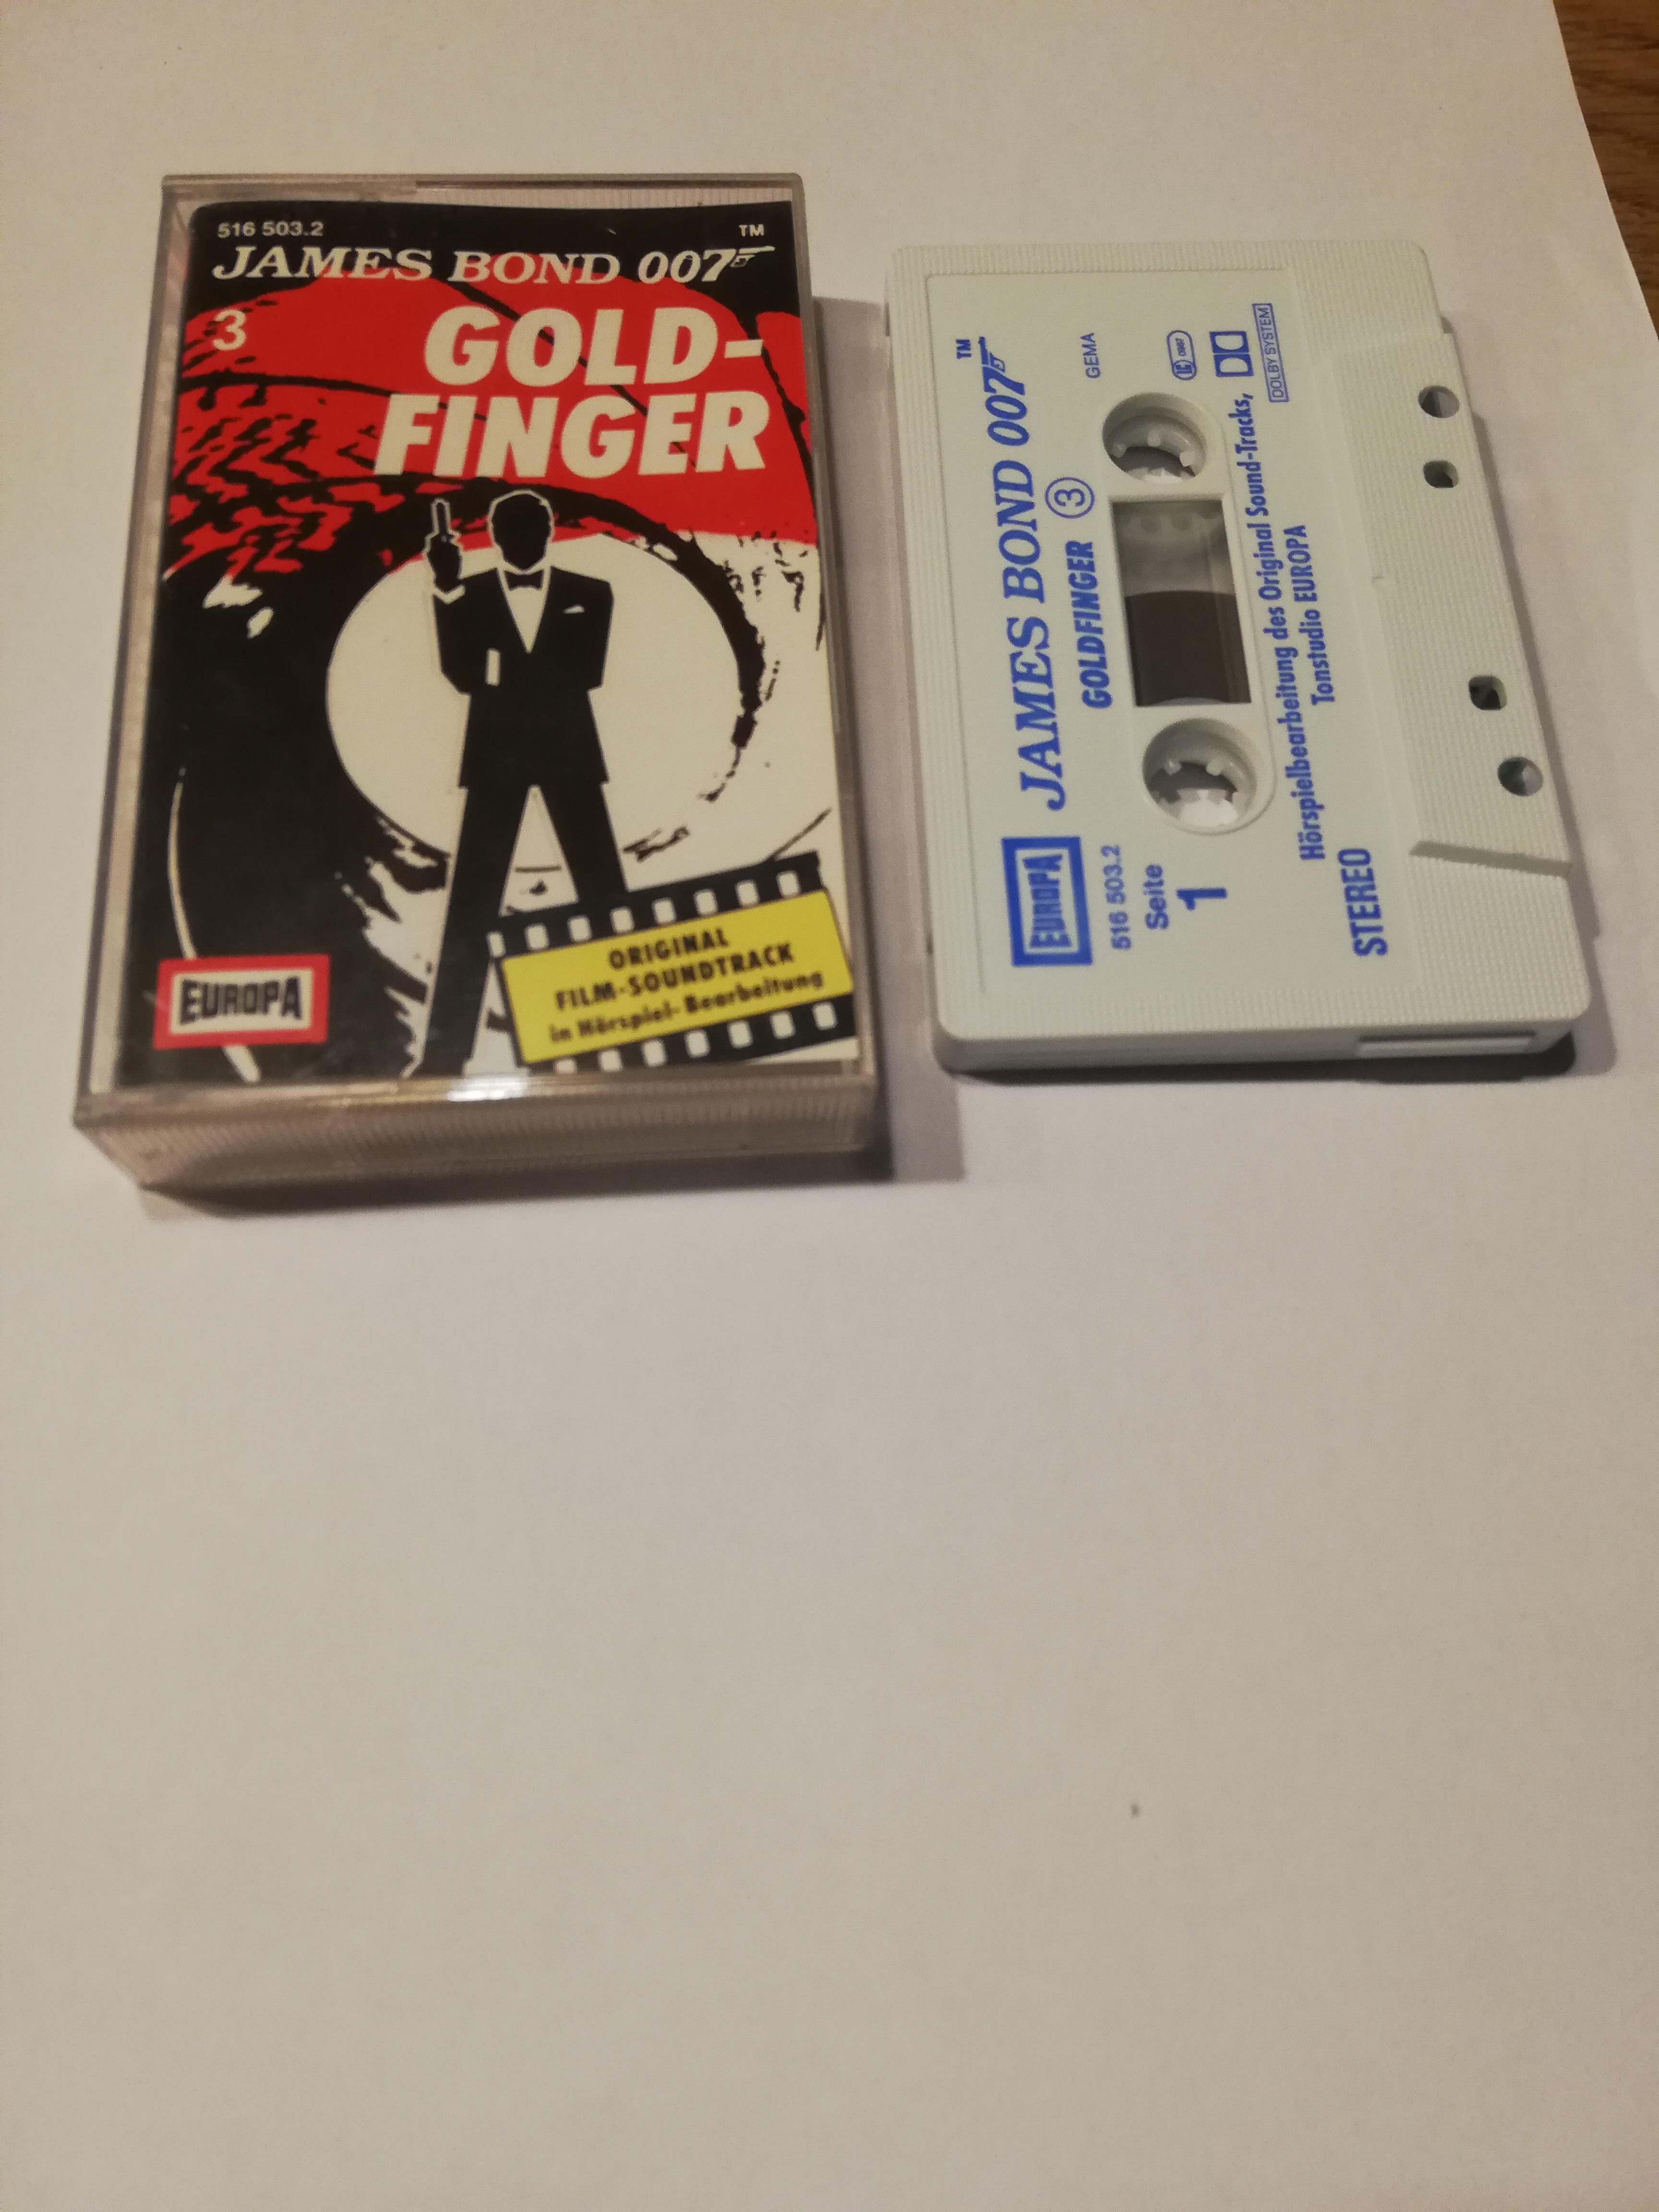 516 503.2
TM
JAMES BOND 007
3
GOLD-
FINGER
ORIGINAL
FILM-SOUNDTRACK
in Hörspiel-Bearbeitung
EUROPA
EUROPA
JAMES BOND 007
TM
516 503.2
GOLDFINGER 3
GEMA
Seite
1
LC 0667
DOLBY SYSTEM
Hörspielbearbeitung des Original Sound-Tracks,
Tonstudio EUROPA
STEREO